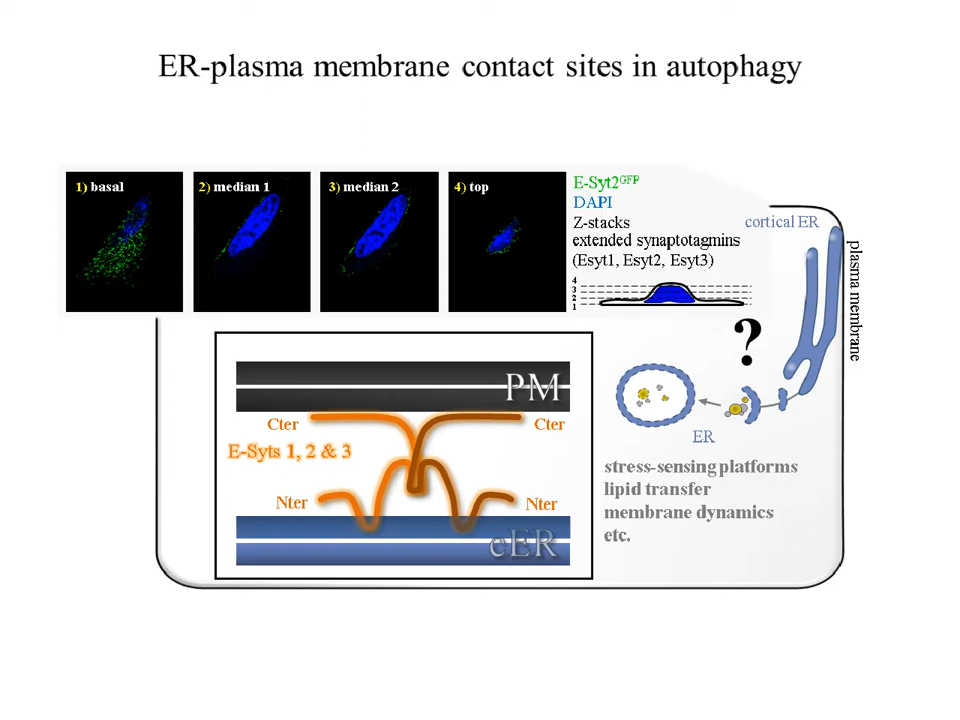 ER-plasma membrane contact sites in autophagy
1) basal
2) median 1
3) median 2
4) top
E-Syt2GFP
DAPI
Z-stacks
extended synaptotagmins
(Esyt1, Esyt2, Esyt3)
4
3
2
1
cortical ER
plasma membrane
?
PM
Cter
Cter
E-Syts 1, 2 & 3
Nter
Nter
cER
ER
stress-sensing platforms
lipid transfer
membrane dynamics
etc.